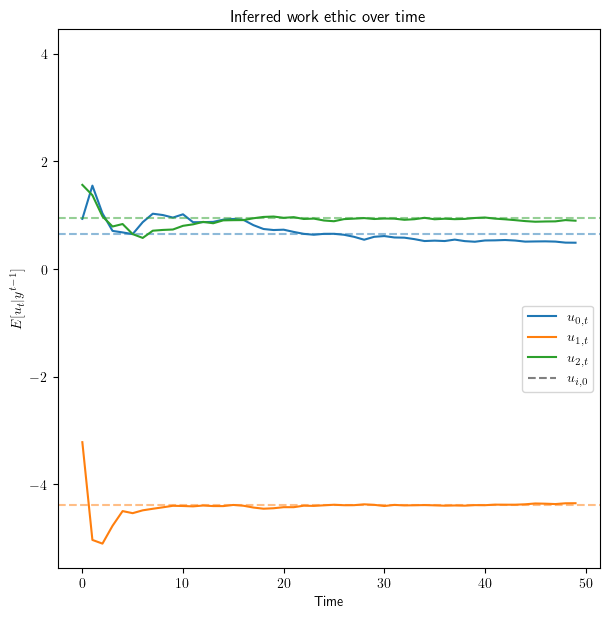 Inferred work ethic over time
E[u_t|y^{t−1}]
4
2
0
−2
−4
u_{0,t}
u_{1,t}
u_{2,t}
u_{i,0}
0 10 20 30 40 50
Time